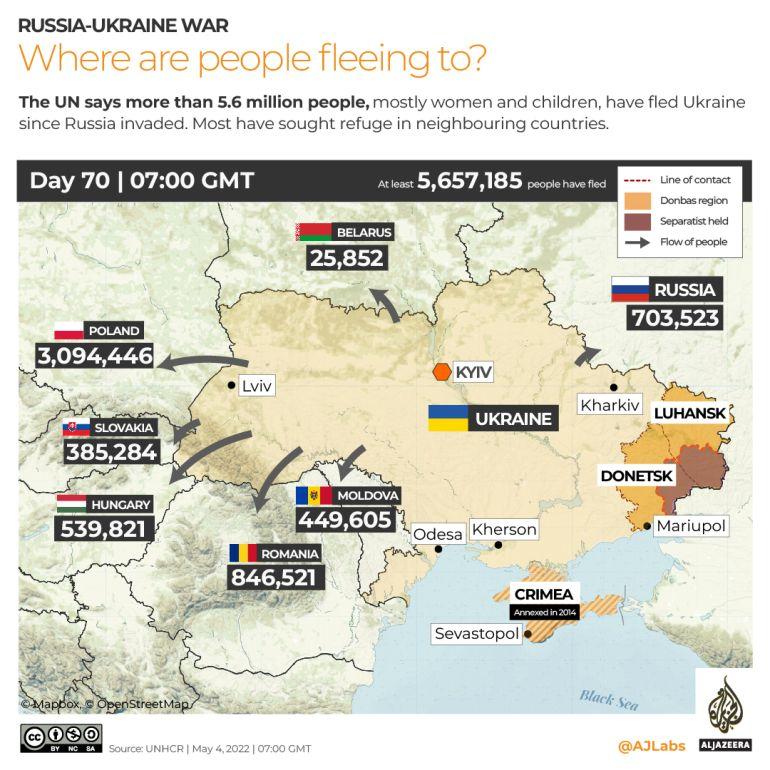 RUSSIA-UKRAINE WAR
Where are people fleeing to?
The UN says more than 5.6 million people, mostly women and children, have fled Ukraine
since Russia invaded. Most have sought refuge in neighbouring countries.
Day 70 | 07:00 GMT
At least 5,657,185 people have fled
Line of contact
Donbas region
Separatist held
Flow of people
BELARUS
25,852
RUSSIA
703,523
POLAND
3,094,446
KYIV
Lviv
Kharkiv
UKRAINE
LUHANSK
SLOVAKIA
385,284
DONETSK
HUNGARY
539,821
MOLDOVA
449,605
Mariupol
Odesa
Kherson
ROMANIA
846,521
CRIMEA
Annexed in 2014
Sevastopol
Black Sea
© Mapbox, © OpenStreetMap
CC BY NC SA
Source: UNHCR | May 4, 2022 | 07:00 GMT
@AJLabs
ALJAZEERA